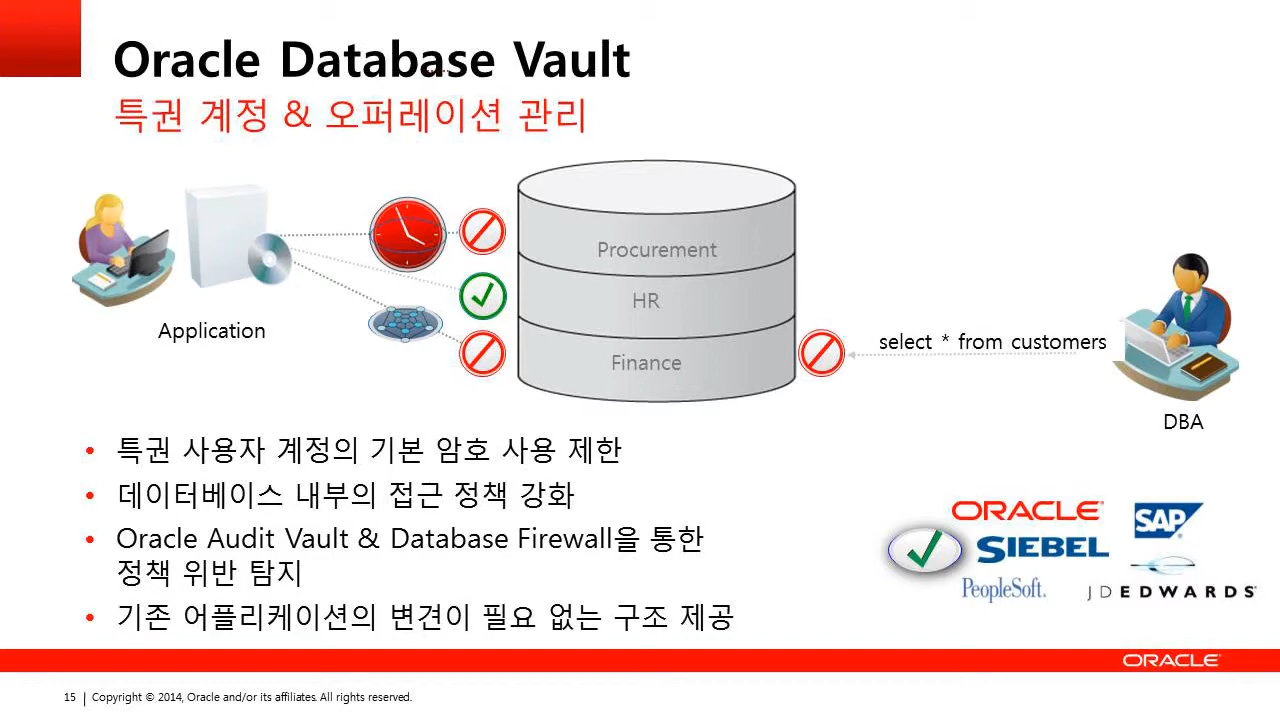 Oracle Database Vault
특권 계정 & 오퍼레이션 관리
Procurement
HR
Finance
Application
select * from customers
DBA
• 특권 사용자 계정의 기본 암호 사용 제한
• 데이터베이스 내부의 접근 정책 강화
• Oracle Audit Vault & Database Firewall을 통한
정책 위반 탐지
• 기존 어플리케이션의 변견이 필요 없는 구조 제공
ORACLE
SAP
SIEBEL
PeopleSoft.
JDEDWARDS
ORACLE
15 | Copyright © 2014, Oracle and/or its affiliates. All rights reserved.